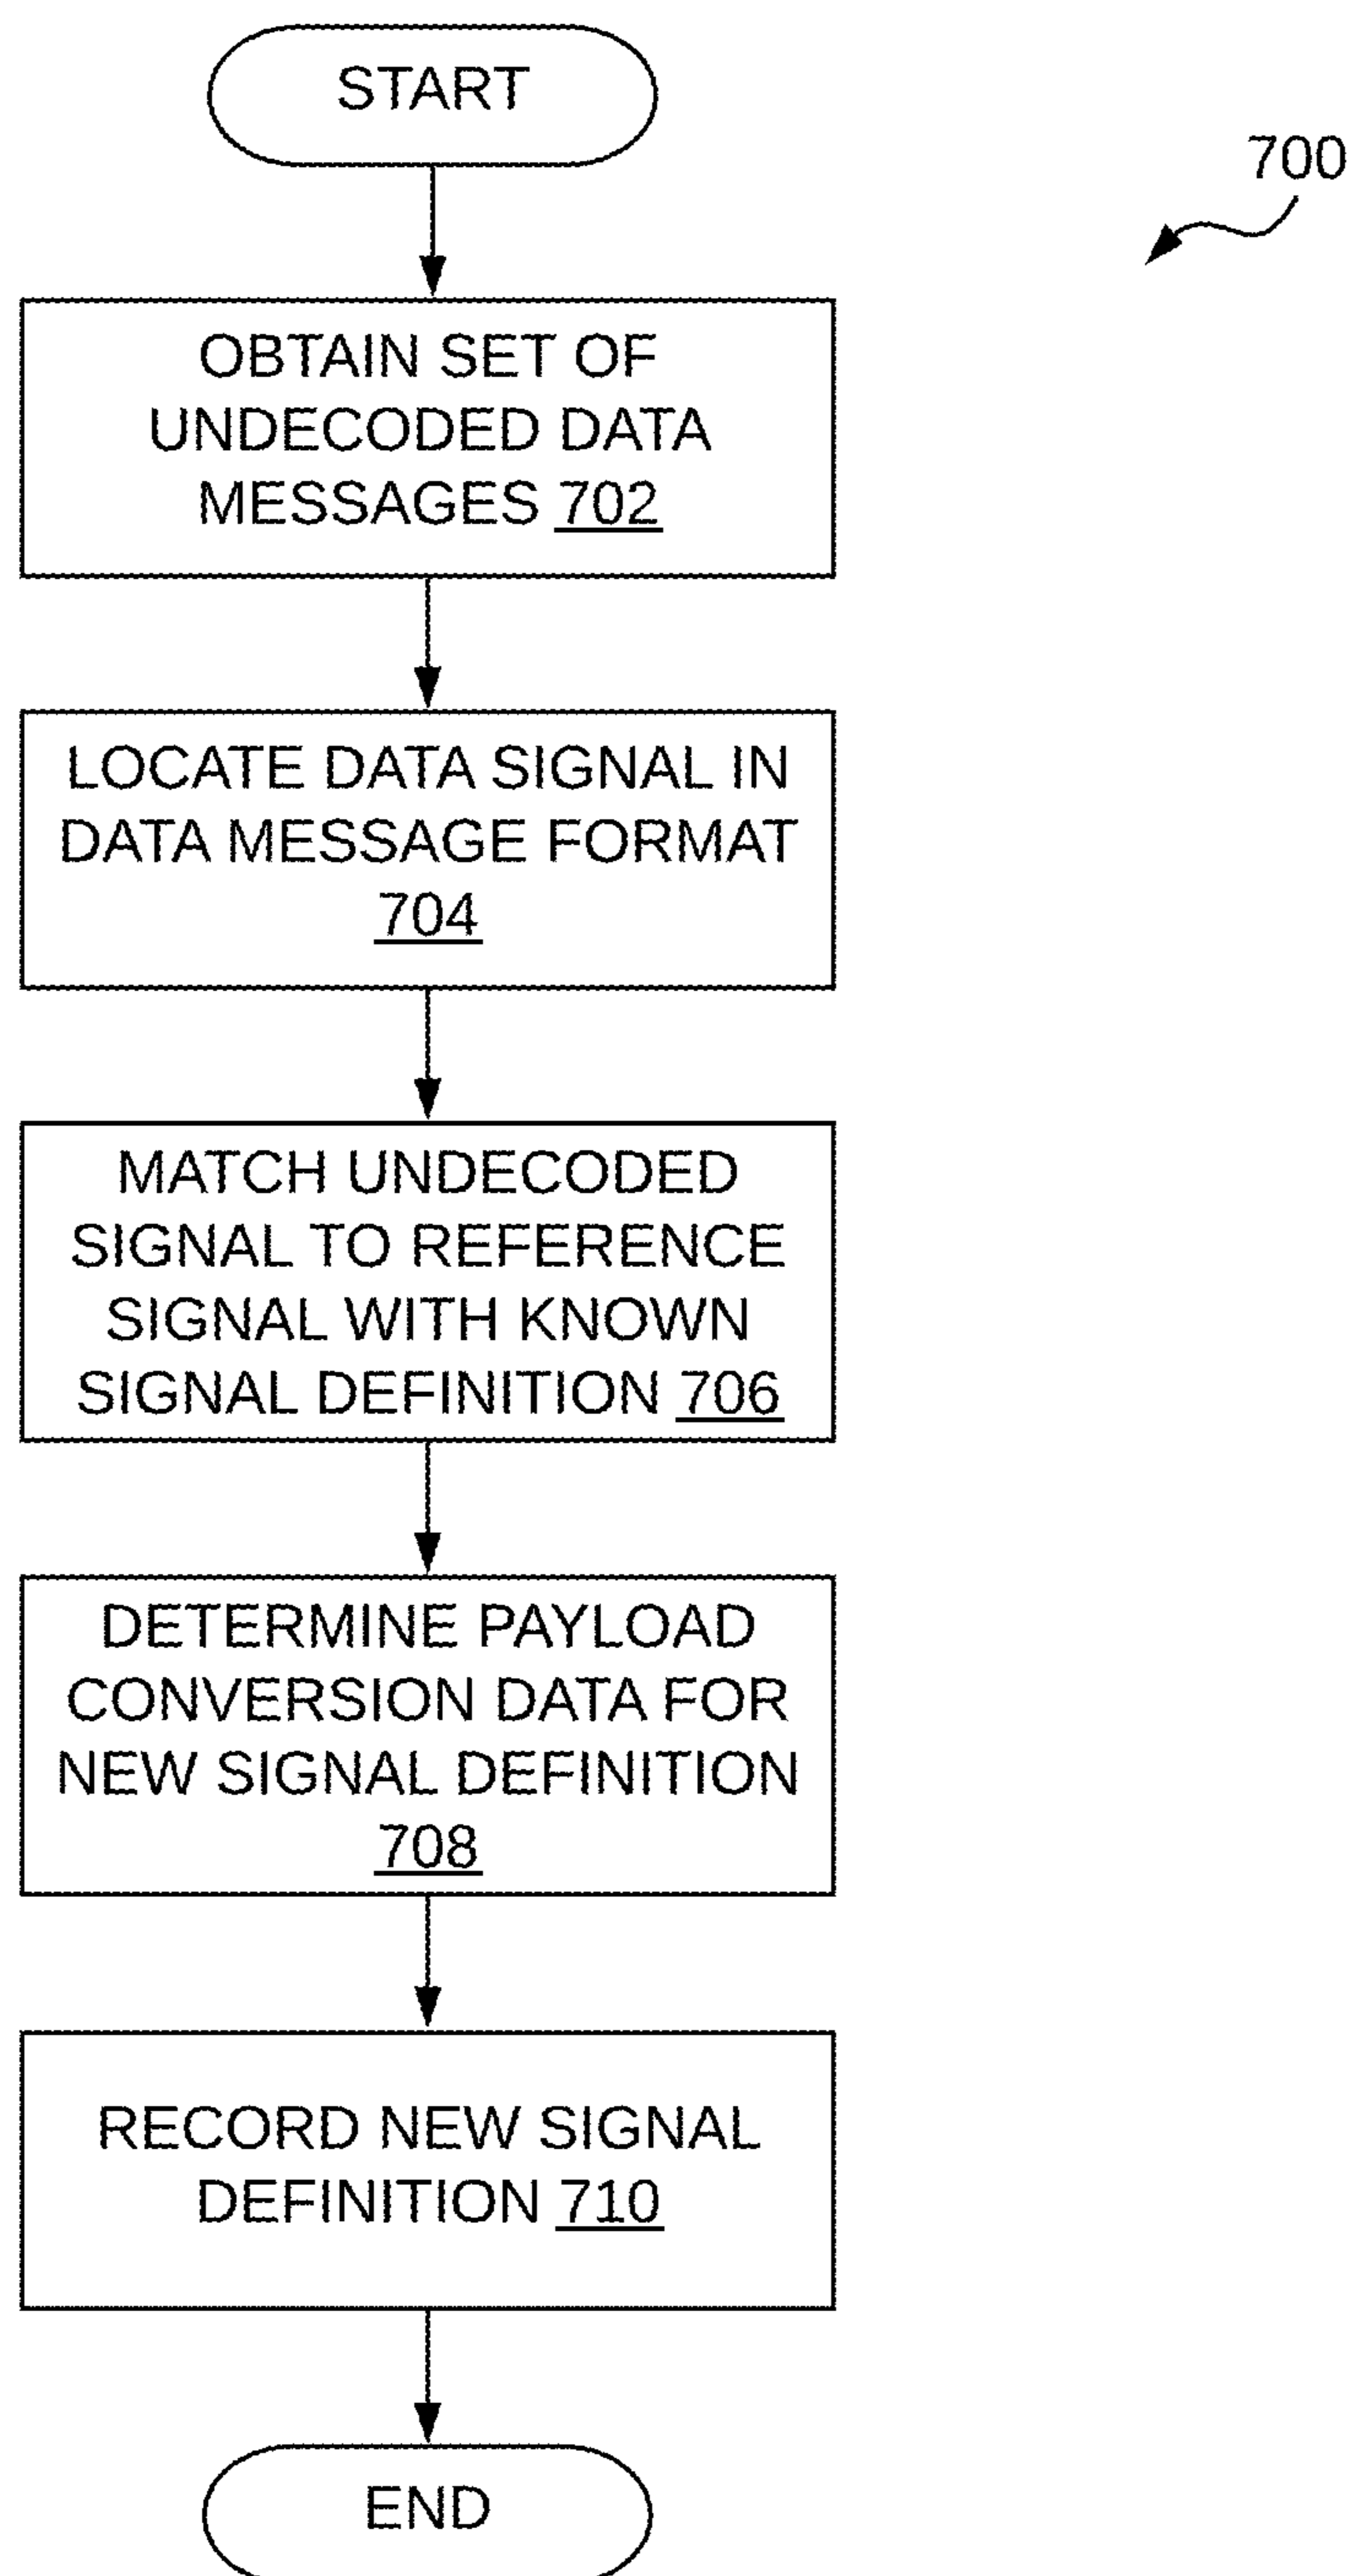 START
700
OBTAIN SET OF
UNDECODED DATA
MESSAGES 702
LOCATE DATA SIGNAL IN
DATA MESSAGE FORMAT
704
MATCH UNDECODED
SIGNAL TO REFERENCE
SIGNAL WITH KNOWN
SIGNAL DEFINITION 706
DETERMINE PAYLOAD
CONVERSION DATA FOR
NEW SIGNAL DEFINITION
708
RECORD NEW SIGNAL
DEFINITION 710
END